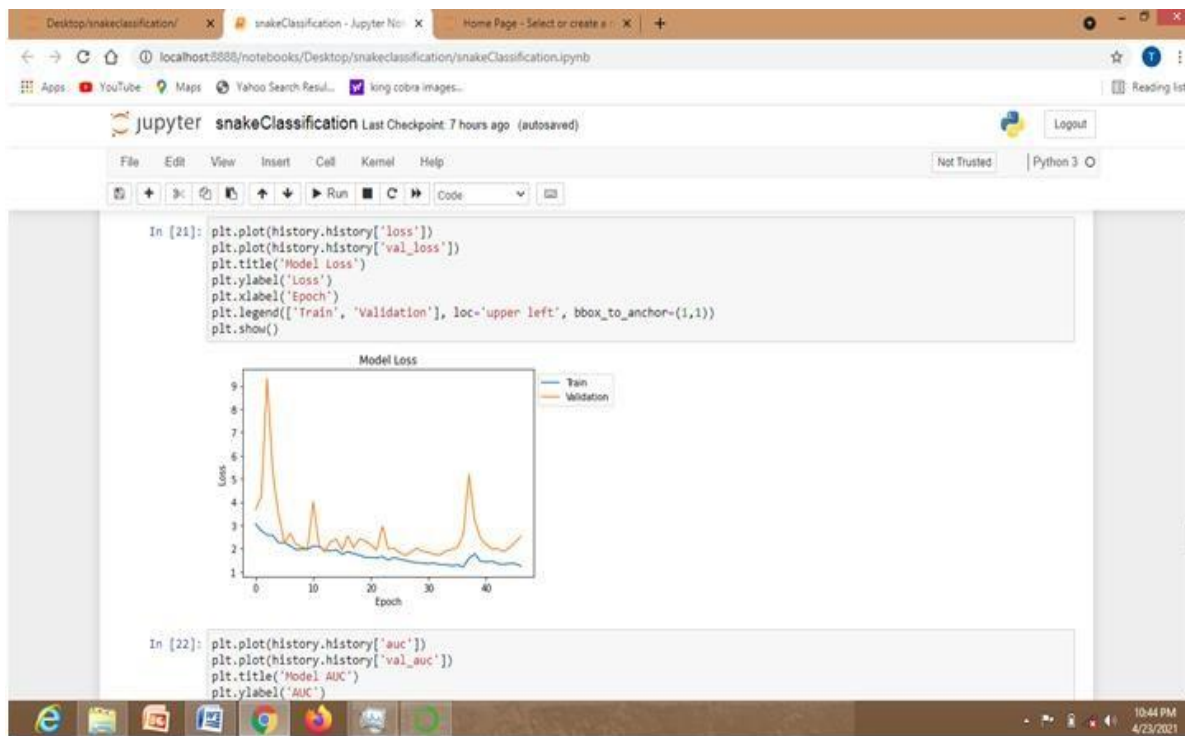 Desktop/snakeclassification/
snakeClassification - Jupyter No
Home Page - Select or create a
localhost:8888/notebooks/Desktop/snakeclassification/snakeClassification.ipynb
Apps YouTube Maps Yahoo Search Resul... king cobra images... Reading list
jupyter snakeClassification Last Checkpoint: 7 hours ago (autosaved) Logout
File Edit View Insert Cell Kernel Help Not Trusted Python 3
Run Code
In [21]: plt.plot(history.history['loss'])
plt.plot(history.history['val_loss'])
plt.title('Model Loss')
plt.ylabel('Loss')
plt.xlabel('Epoch')
plt.legend(['Train', 'Validation'], loc='upper left', bbox_to_anchor=(1,1))
plt.show()
Model Loss
Train
Validation
9
8
7
6
5
4
3
2
1
Loss
0 10 20 30 40
Epoch
In [22]: plt.plot(history.history['auc'])
plt.plot(history.history['val_auc'])
plt.title('Model AUC')
plt.ylabel('AUC')
10:44 PM
4/23/2021